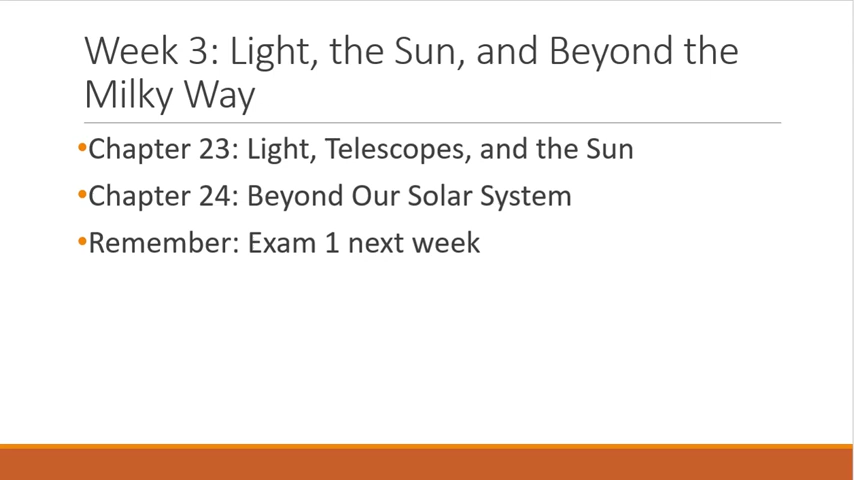 Week 3: Light, the Sun, and Beyond the
Milky Way
•Chapter 23: Light, Telescopes, and the Sun
•Chapter 24: Beyond Our Solar System
•Remember: Exam 1 next week